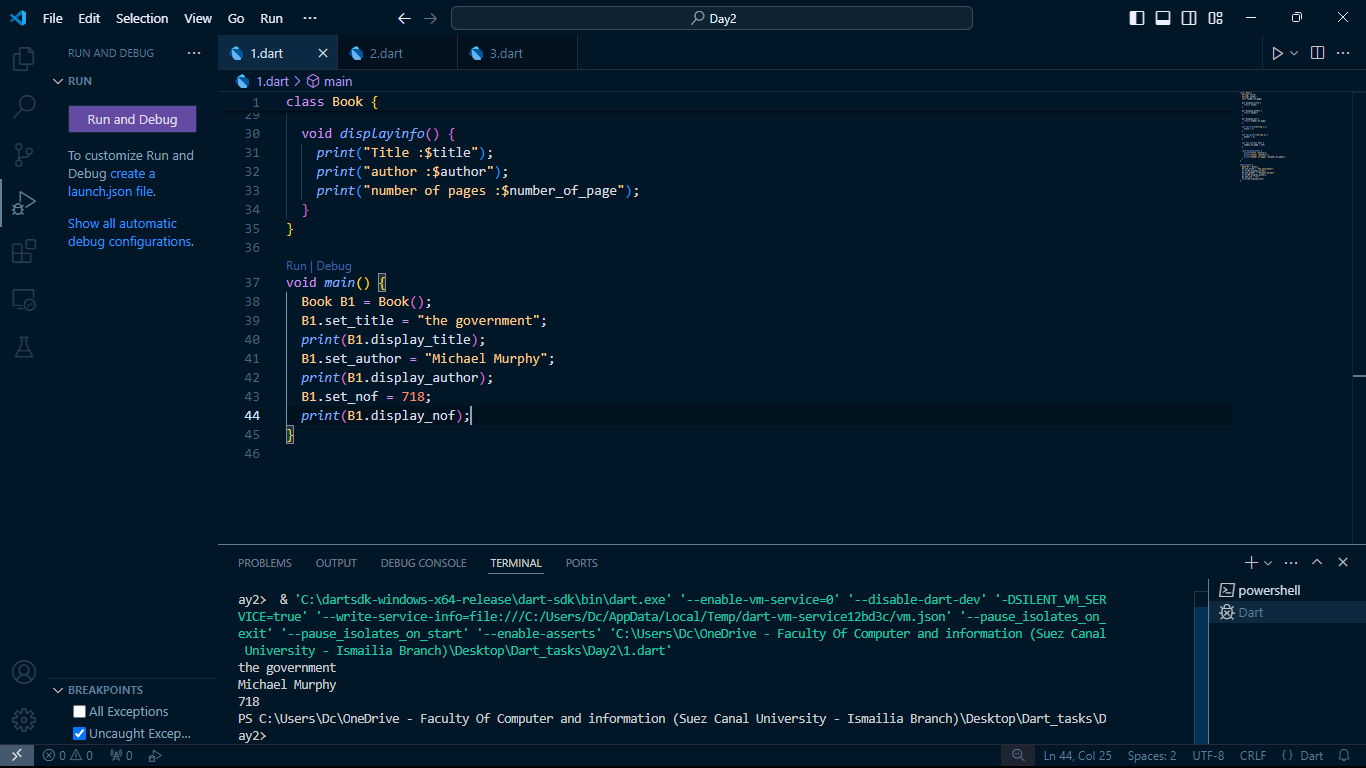 File Edit Selection View Go Run ···
Day2
RUN AND DEBUG ···
RUN
Run and Debug
To customize Run and
Debug create a
launch.json file.
Show all automatic
debug configurations.
BREAKPOINTS
All Exceptions
Uncaught Excep...
1.dart
2.dart
3.dart
1.dart > main
1 class Book {
29
30 void displayinfo() {
31 print("Title :$title");
32 print("author :$author");
33 print("number of pages :$number_of_page");
34 }
35 }
36
Run | Debug
37 void main() {
38 Book B1 = Book();
39 B1.set_title = "the government";
40 print(B1.display_title);
41 B1.set_author = "Michael Murphy";
42 print(B1.display_author);
43 B1.set_nof = 718;
44 print(B1.display_nof);
45 }
46
PROBLEMS OUTPUT DEBUG CONSOLE TERMINAL PORTS
ay2> & 'C:\dartsdk-windows-x64-release\dart-sdk\bin\dart.exe' '--enable-vm-service=0' '--disable-dart-dev' '-DSILENT_VM_SER
VICE=true' '--write-service-info=file:///C:/Users/Dc/AppData/Local/Temp/dart-vm-service12bd3c/vm.json' '--pause_isolates_on_
exit' '--pause_isolates_on_start' '--enable-asserts' 'C:\Users\Dc\OneDrive - Faculty Of Computer and information (Suez Canal
University - Ismailia Branch)\Desktop\Dart_tasks\Day2\1.dart'
the government
Michael Murphy
718
PS C:\Users\Dc\OneDrive - Faculty Of Computer and information (Suez Canal University - Ismailia Branch)\Desktop\Dart_tasks\D
ay2>
powershell
Dart
0 0 0
Ln 44, Col 25 Spaces: 2 UTF-8 CRLF {} Dart